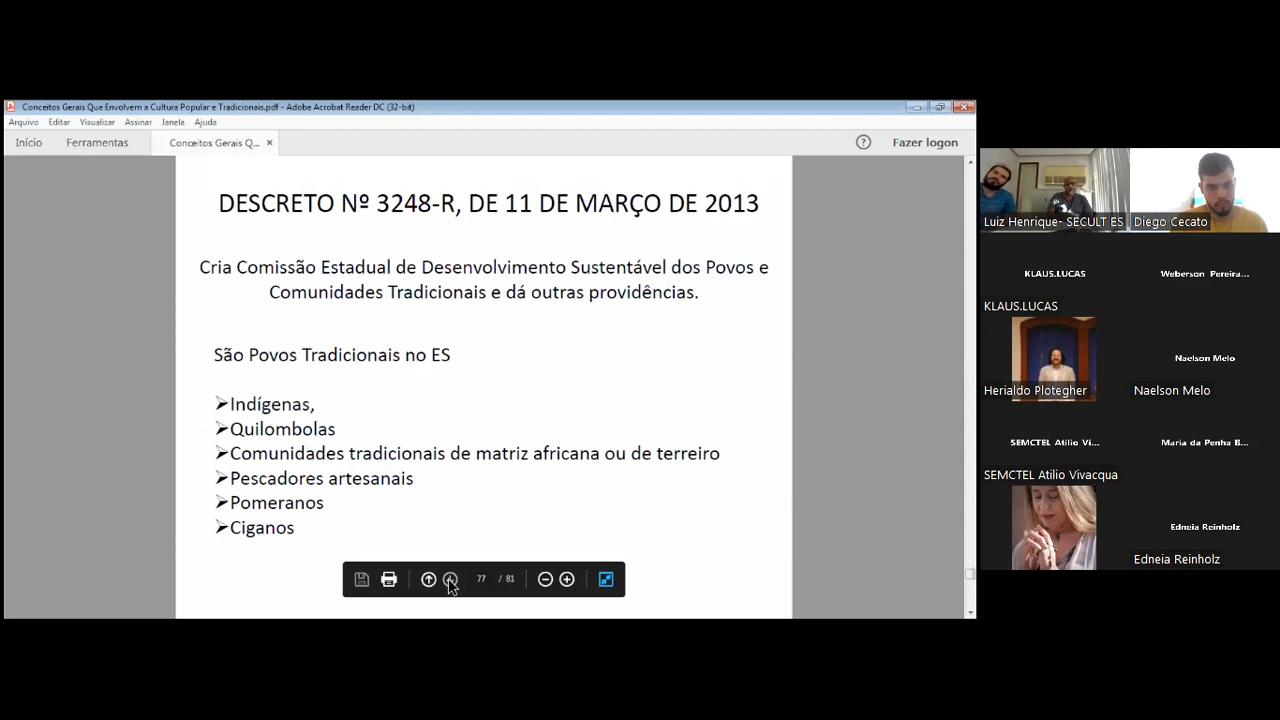 Conceitos Gerais Que Envolvem a Cultura Popular e Tradicionais.pdf - Adobe Acrobat Reader DC (32-bit)
Arquivo Editar Visualizar Assinar Janela Ajuda
Início Ferramentas Conceitos Gerais Q... × ? Fazer logon
DESCRETO Nº 3248-R, DE 11 DE MARÇO DE 2013
Cria Comissão Estadual de Desenvolvimento Sustentável dos Povos e
Comunidades Tradicionais e dá outras providências.
São Povos Tradicionais no ES
➢Indígenas,
➢Quilombolas
➢Comunidades tradicionais de matriz africana ou de terreiro
➢Pescadores artesanais
➢Pomeranos
➢Ciganos
77 / 81
Luiz Henrique- SECULT ES
Diego Cecato
KLAUS.LUCAS
Weberson Pereira...
KLAUS.LUCAS
Naelson Melo
Herialdo Plotegher
Naelson Melo
SEMCTEL Atilio Vi...
Maria da Penha B...
SEMCTEL Atilio Vivacqua
Edneia Reinholz
Edneia Reinholz